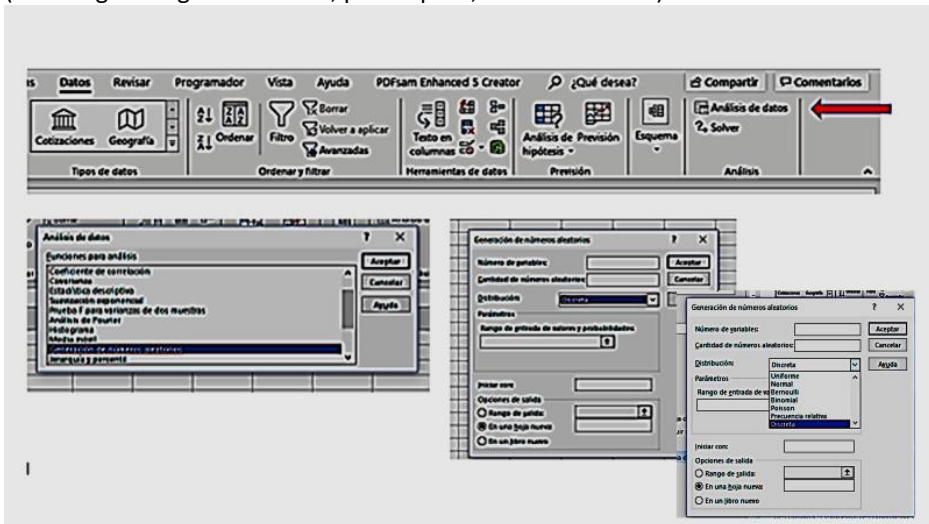 Datos Revisar Programador Vista Ayuda PDFsam Enhanced 5 Creator ¿Qué desea? Compartir Comentarios
Cotizaciones Geografía
Ordenar
Filtro
Borrar
Volver a aplicar
Avanzadas
Texto en columnas
Análisis de hipótesis
Previsión
Esquema
Análisis de datos
Solver
Tipos de datos Ordenar y filtrar Herramientas de datos Previsión Análisis
Análisis de datos ? X
Funciones para análisis
Coeficiente de correlación
Covarianza
Estadística descriptiva
Suavización exponencial
Prueba F para varianzas de dos muestras
Análisis de Fourier
Histograma
Media móvil
Generación de números aleatorios
Jerarquía y percentil
Aceptar
Cancelar
Ayuda
Generación de números aleatorios ? X
Número de variables:
Cantidad de números aleatorios:
Distribución: Discreta
Parámetros
Rango de entrada de valores y probabilidades
Iniciar con:
Opciones de salida
Rango de salida:
En una hoja nueva:
En un libro nuevo
Aceptar
Cancelar
Generación de números aleatorios ? X
Número de variables:
Cantidad de números aleatorios:
Distribución: Discreta
Parámetros
Rango de entrada de va
Uniforme
Normal
Bernoulli
Binomial
Poisson
Frecuencia relativa
Discreta
Iniciar con:
Opciones de salida
Rango de salida:
En una hoja nueva:
En un libro nuevo
Aceptar
Cancelar
Ayuda